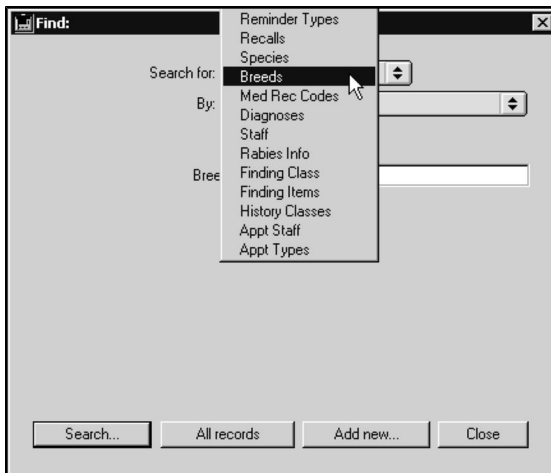 Find:
Search for:
Reminder Types
Recalls
Species
Breeds
Med Rec Codes
Diagnoses
Staff
Rabies Info
Finding Class
Finding Items
History Classes
Appt Staff
Appt Types
By:
Bree
Search...    All records    Add new...    Close